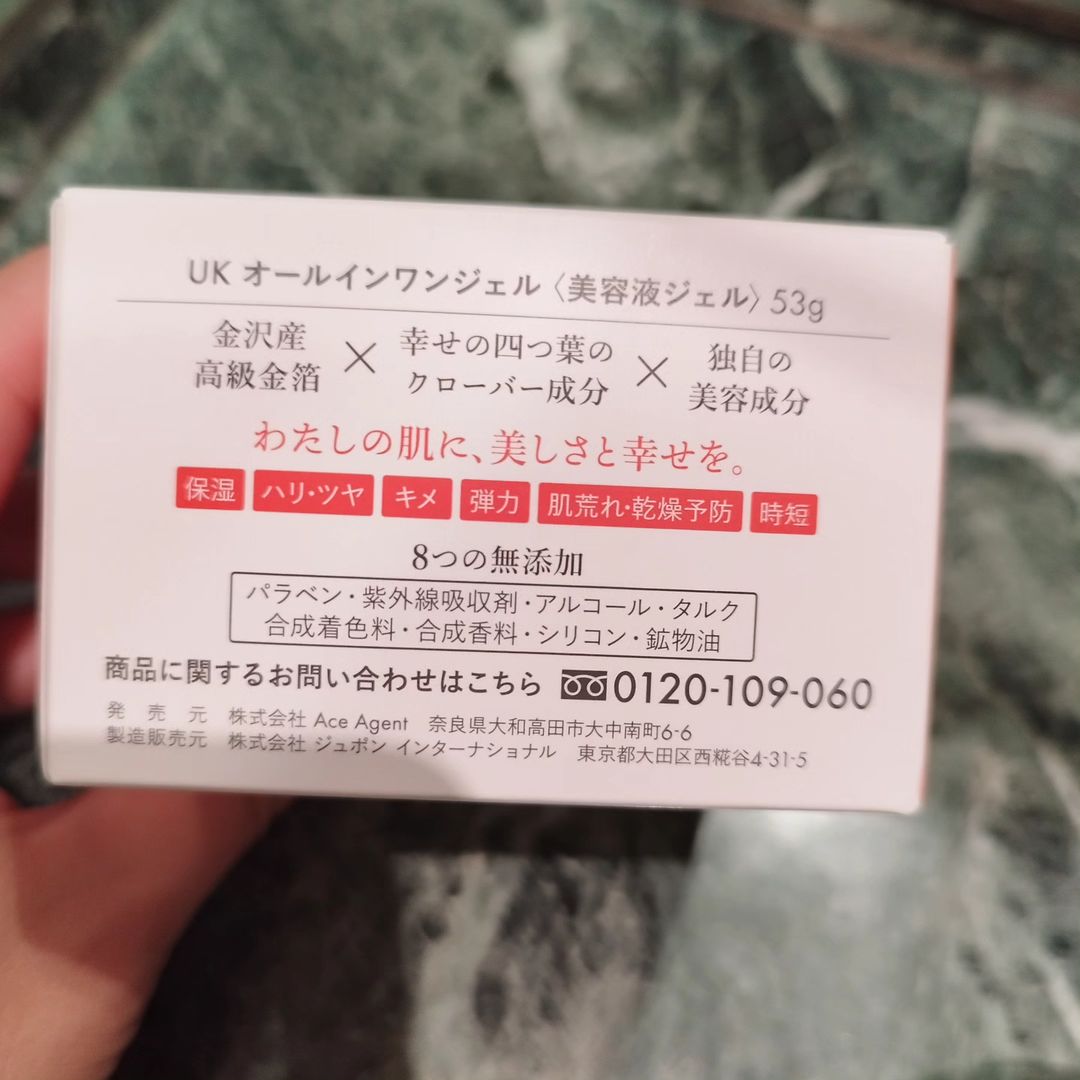 UK オールインワンジェル〈美容液ジェル〉53g
金沢産
高級金箔
×
幸せの四つ葉の
クローバー成分
×
独自の
美容成分
わたしの肌に、美しさと幸せを。
保湿 ハリ・ツヤ キメ 弾力 肌荒れ・乾燥予防 時短
8つの無添加
パラベン・紫外線吸収剤・アルコール・タルク
合成着色料・合成香料・シリコン・鉱物油
商品に関するお問い合わせはこちら 0120-109-060
発売元 株式会社 Ace Agent 奈良県大和高田市大中南町6-6
製造販売元 株式会社 ジュポン インターナショナル 東京都大田区西糀谷4-31-5